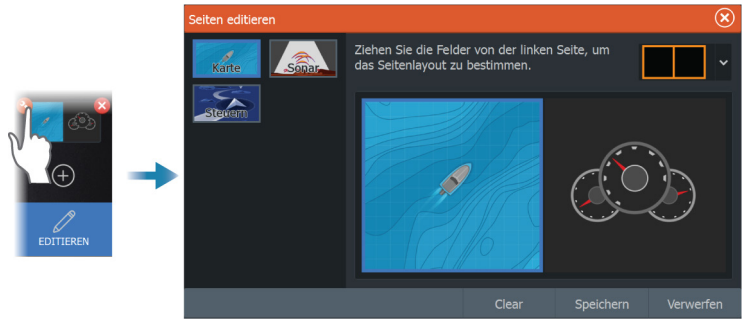 Seiten editieren
Karte
Sonar
Steuern
Ziehen Sie die Felder von der linken Seite, um
das Seitenlayout zu bestimmen.
EDITIEREN
Clear
Speichern
Verwerfen